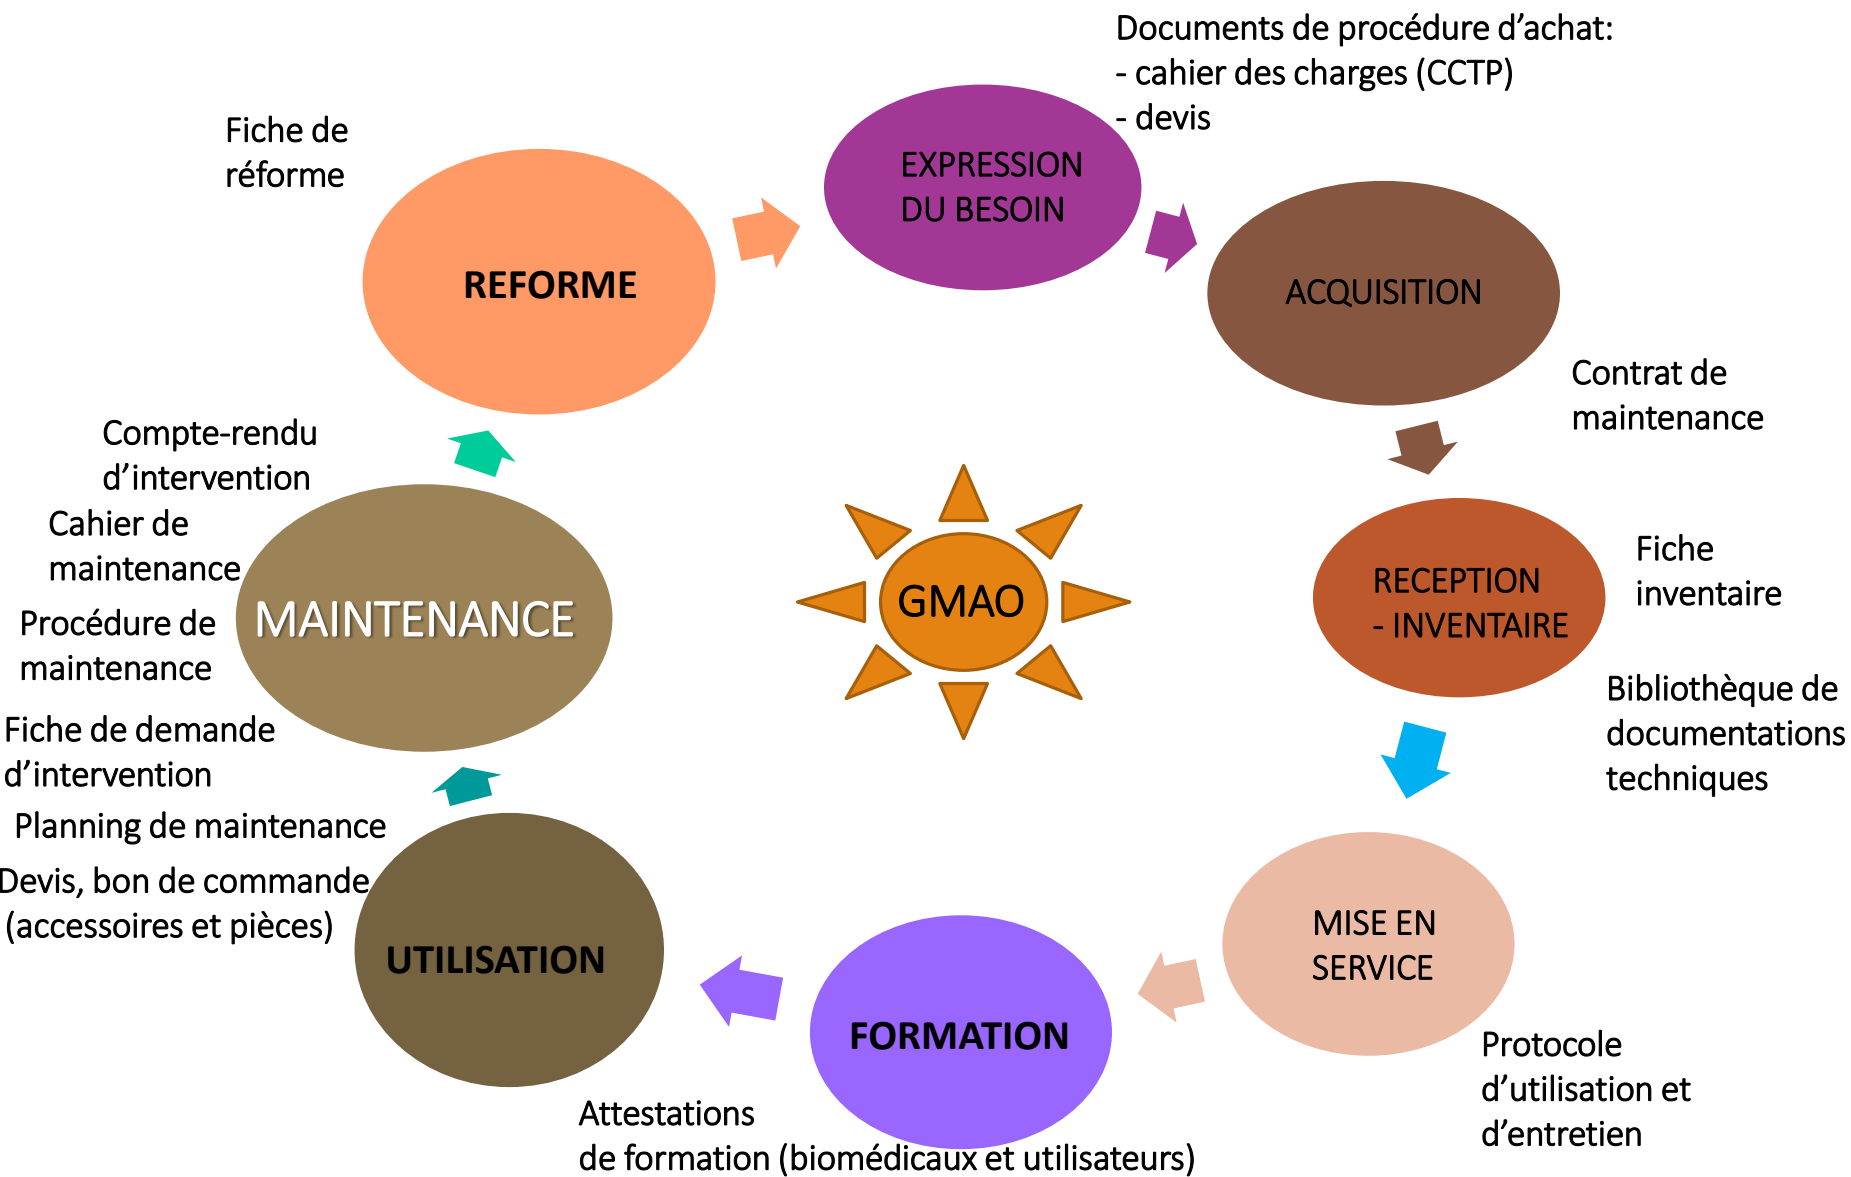 Documents de procédure d’achat:
- cahier des charges (CCTP)
- devis
EXPRESSION
DU BESOIN
ACQUISITION
Contrat de
maintenance
RECEPTION
- INVENTAIRE
Fiche
inventaire
Bibliothèque de
documentations
techniques
MISE EN
SERVICE
Protocole
d’utilisation et
d’entretien
FORMATION
Attestations
de formation (biomédicaux et utilisateurs)
UTILISATION
MAINTENANCE
Compte-rendu
d’intervention
Cahier de
maintenance
Procédure de
maintenance
Fiche de demande
d’intervention
Planning de maintenance
Devis, bon de commande
(accessoires et pièces)
REFORME
Fiche de
réforme
GMAO